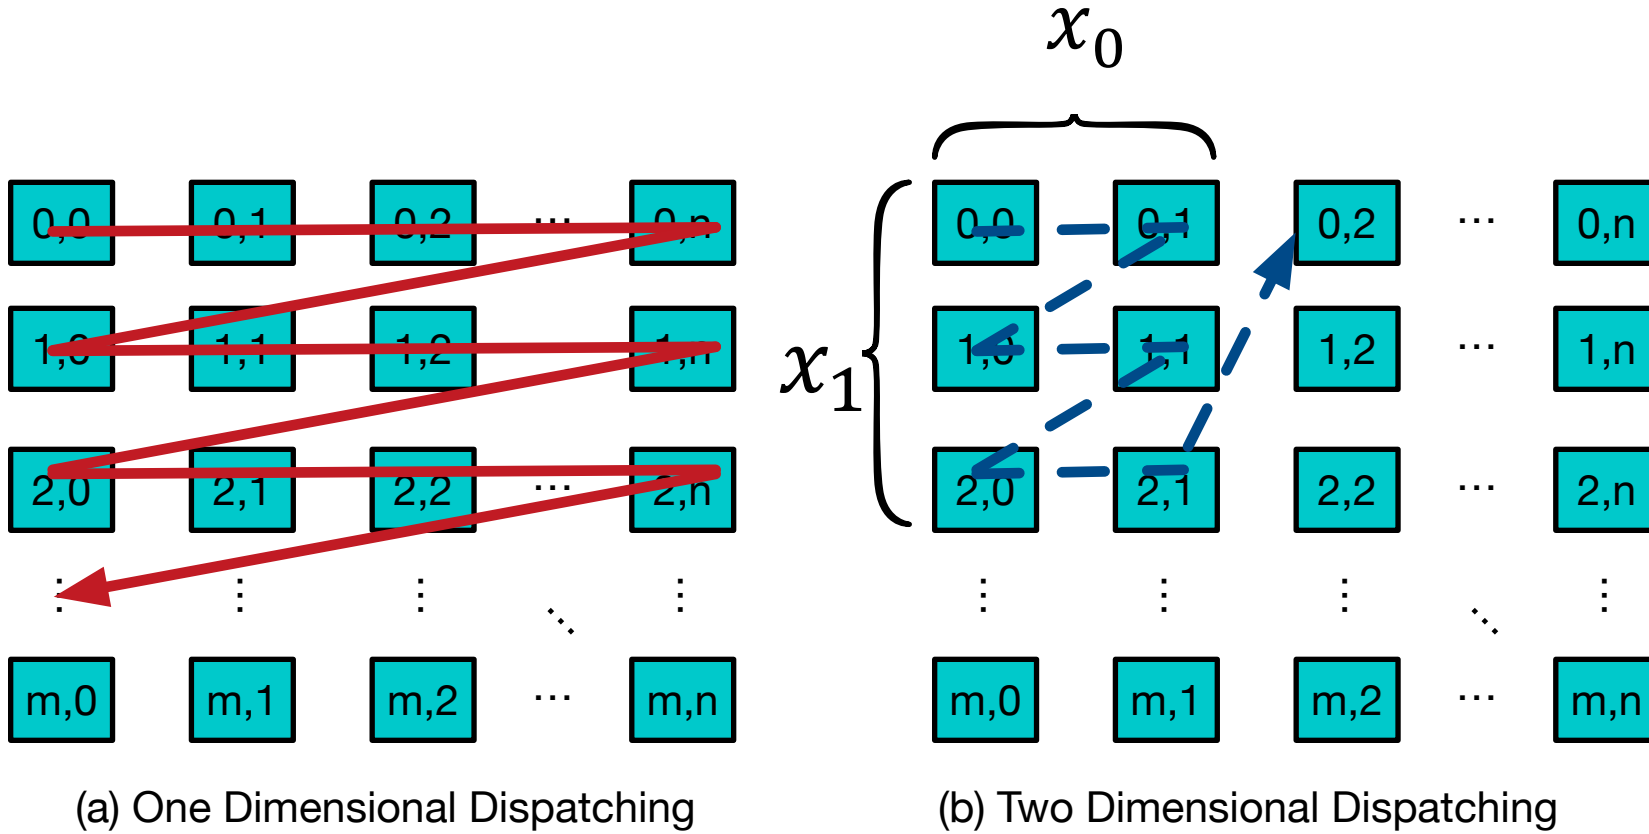 x₀
0,0 0,1 0,2 ... 0,n
1,0 1,1 1,2 1,n
2,0 2,1 2,2 ... 2,n
⋮ ⋮ ⋮ ⋱ ⋮
m,0 m,1 m,2 ... m,n
(a) One Dimensional Dispatching
x₁
0,0 0,1 0,2 ... 0,n
1,0 1,1 1,2 ... 1,n
2,0 2,1 2,2 ... 2,n
⋮ ⋮ ⋮ ⋱ ⋮
m,0 m,1 m,2 ... m,n
(b) Two Dimensional Dispatching